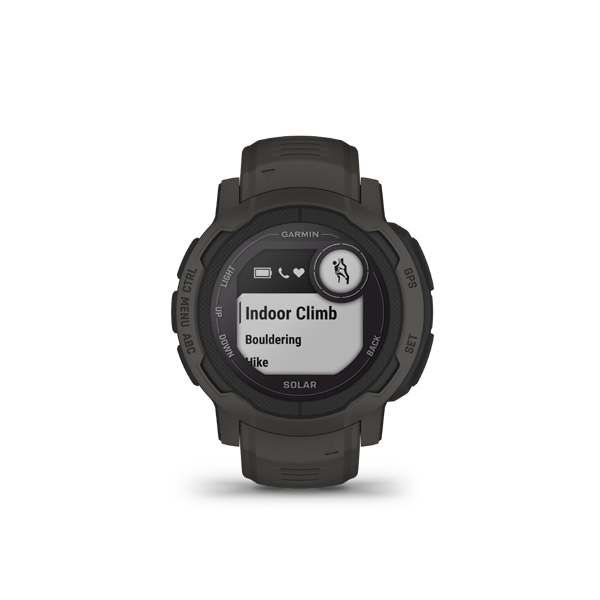 GARMIN
LIGHT
CTRL
GPS
UP
MENU
Indoor Climb
Bouldering
Hike
DOWN
ABC
BACK
SET
SOLAR